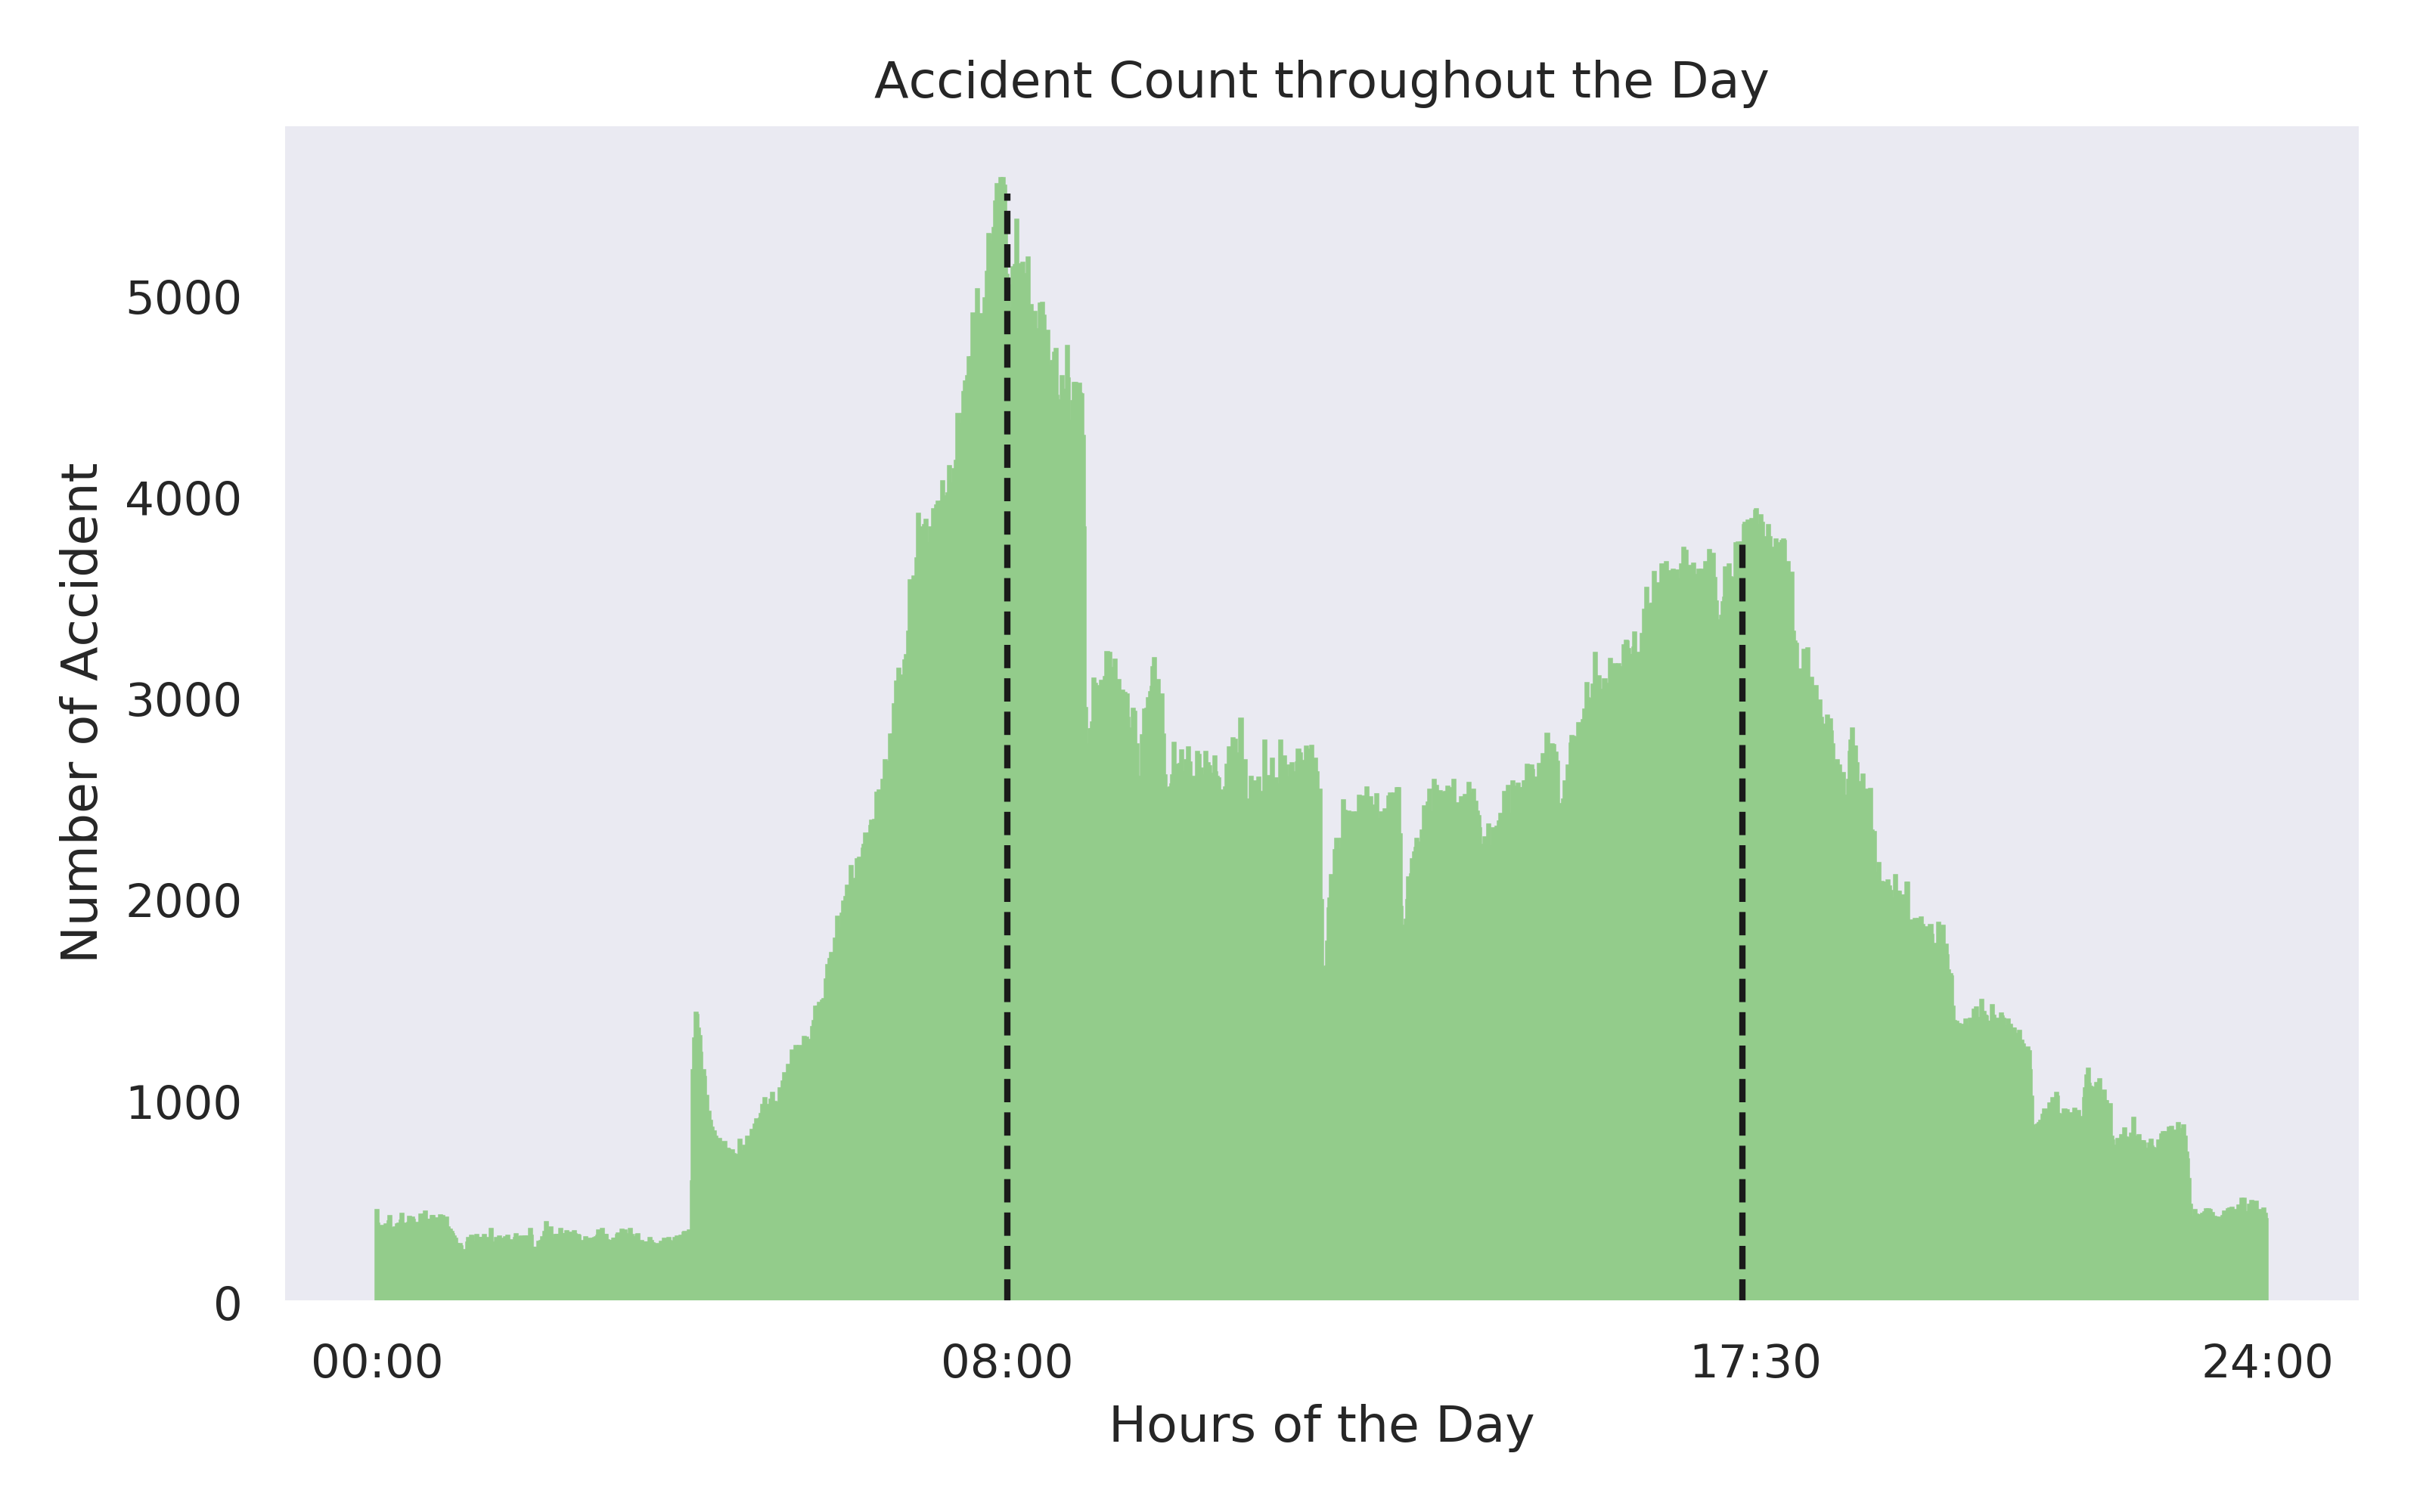 Accident Count throughout the Day
Number of Accident
5000
4000
3000
2000
1000
0
00:00 08:00 17:30 24:00
Hours of the Day